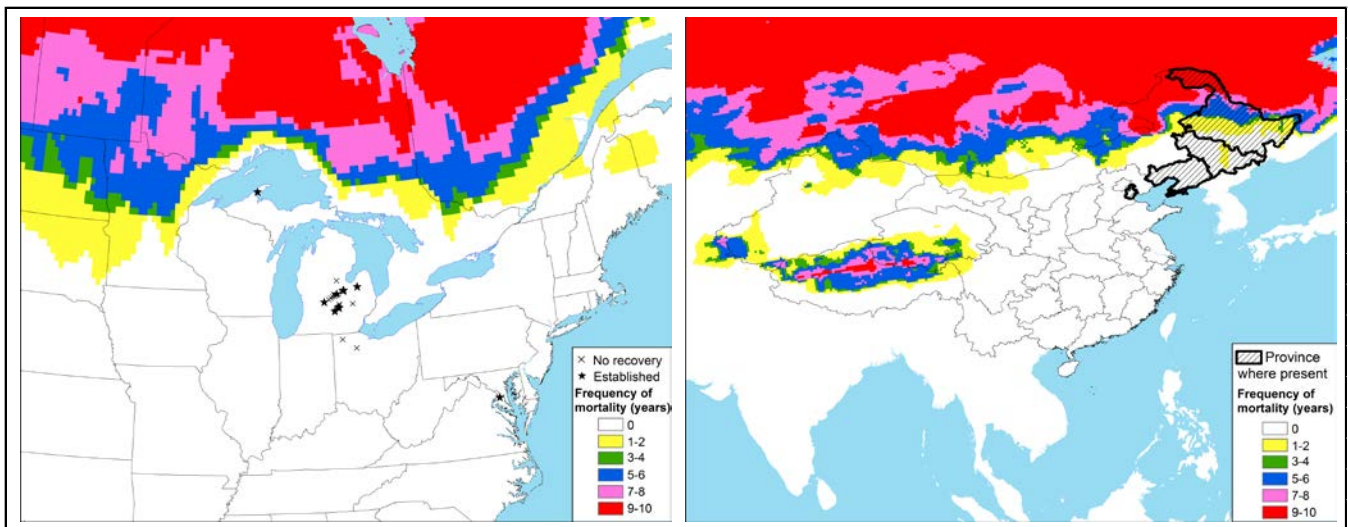 × No recovery
★ Established
Frequency of
mortality (years)
0
1-2
3-4
5-6
7-8
9-10
Province
where present
Frequency of
mortality (years)
0
1-2
3-4
5-6
7-8
9-10